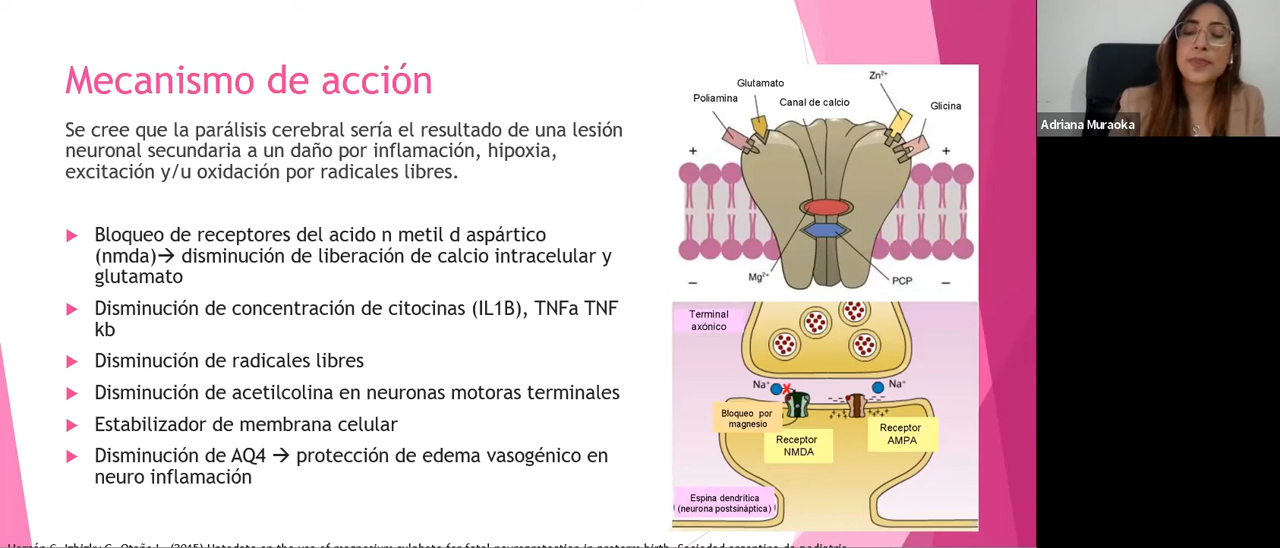 Mecanismo de acción
Se cree que la parálisis cerebral sería el resultado de una lesión
neuronal secundaria a un daño por inflamación, hipoxia,
excitación y/u oxidación por radicales libres.
Bloqueo de receptores del acido n metil d aspártico
(nmda)→ disminución de liberación de calcio intracelular y
glutamato
Disminución de concentración de citocinas (IL1B), TNFa TNF
kb
Disminución de radicales libres
Disminución de acetilcolina en neuronas motoras terminales
Estabilizador de membrana celular
Disminución de AQ4 → protección de edema vasogénico en
neuro inflamación
Poliamina
Glutamato
Canal de calcio
Zn²⁺
Glicina
+
+
−
−
Mg²⁺
PCP
Terminal
axónico
Na⁺
Na⁺
Bloqueo por
magnesio
Receptor
NMDA
Receptor
AMPA
Espina dendrítica
(neurona postsináptica)
Adriana Muraoka